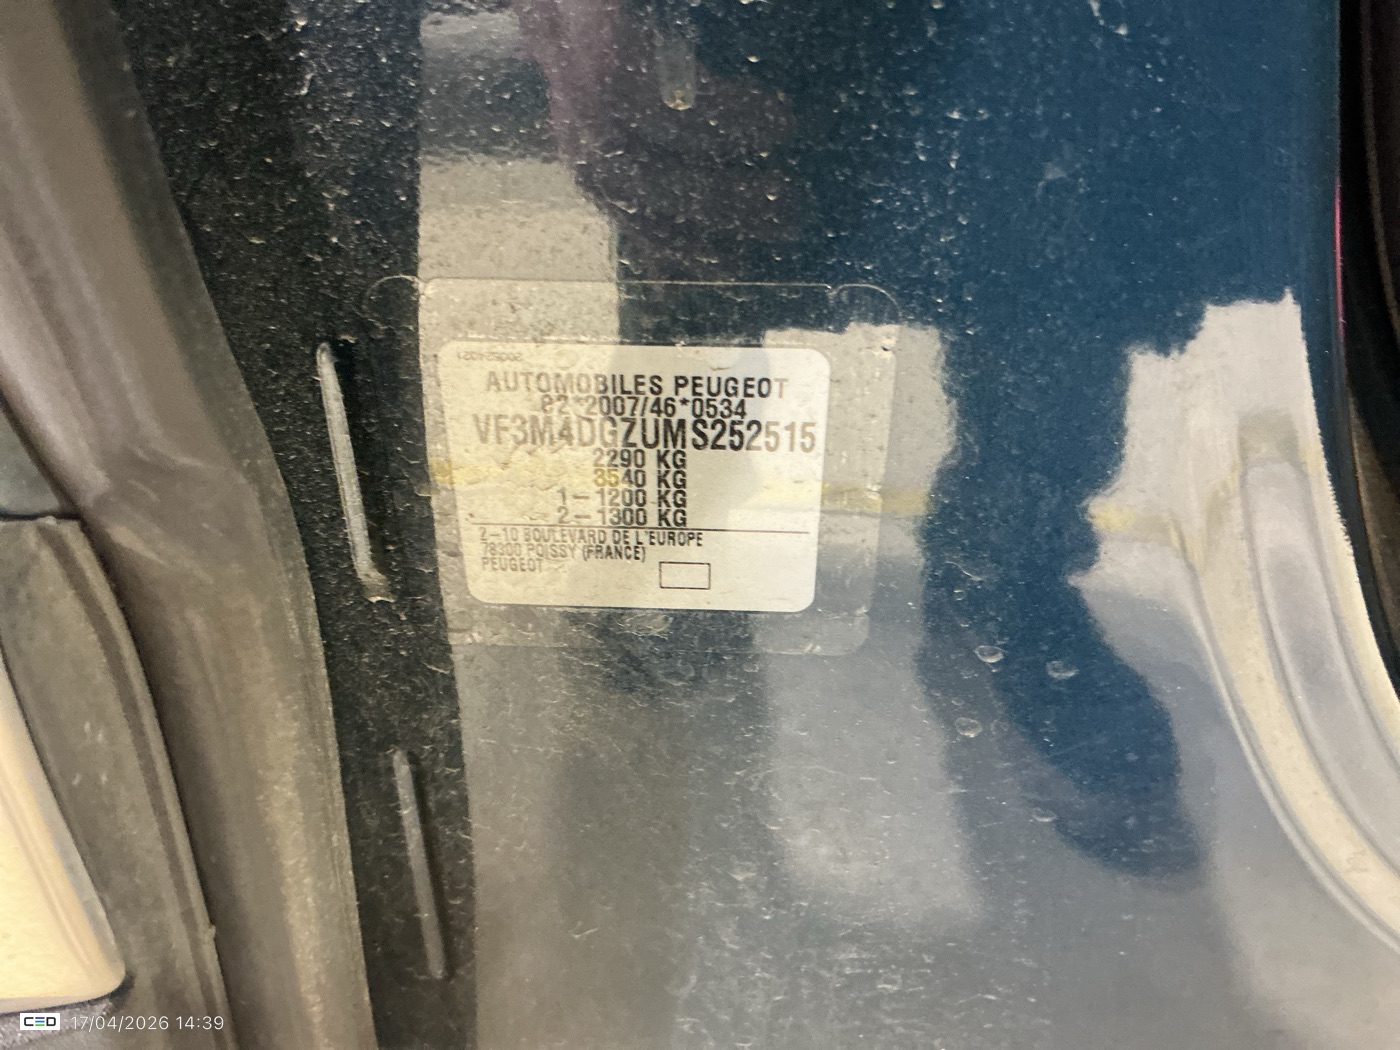 AUTOMOBILES PEUGEOT
e2*2007/46*0534
VF3M4DGZUMS252515
2290 KG
3540 KG
1-1200 KG
2-1300 KG
2-10 BOULEVARD DE L'EUROPE
78300 POISSY (FRANCE)
PEUGEOT
CED 17/04/2026 14:39